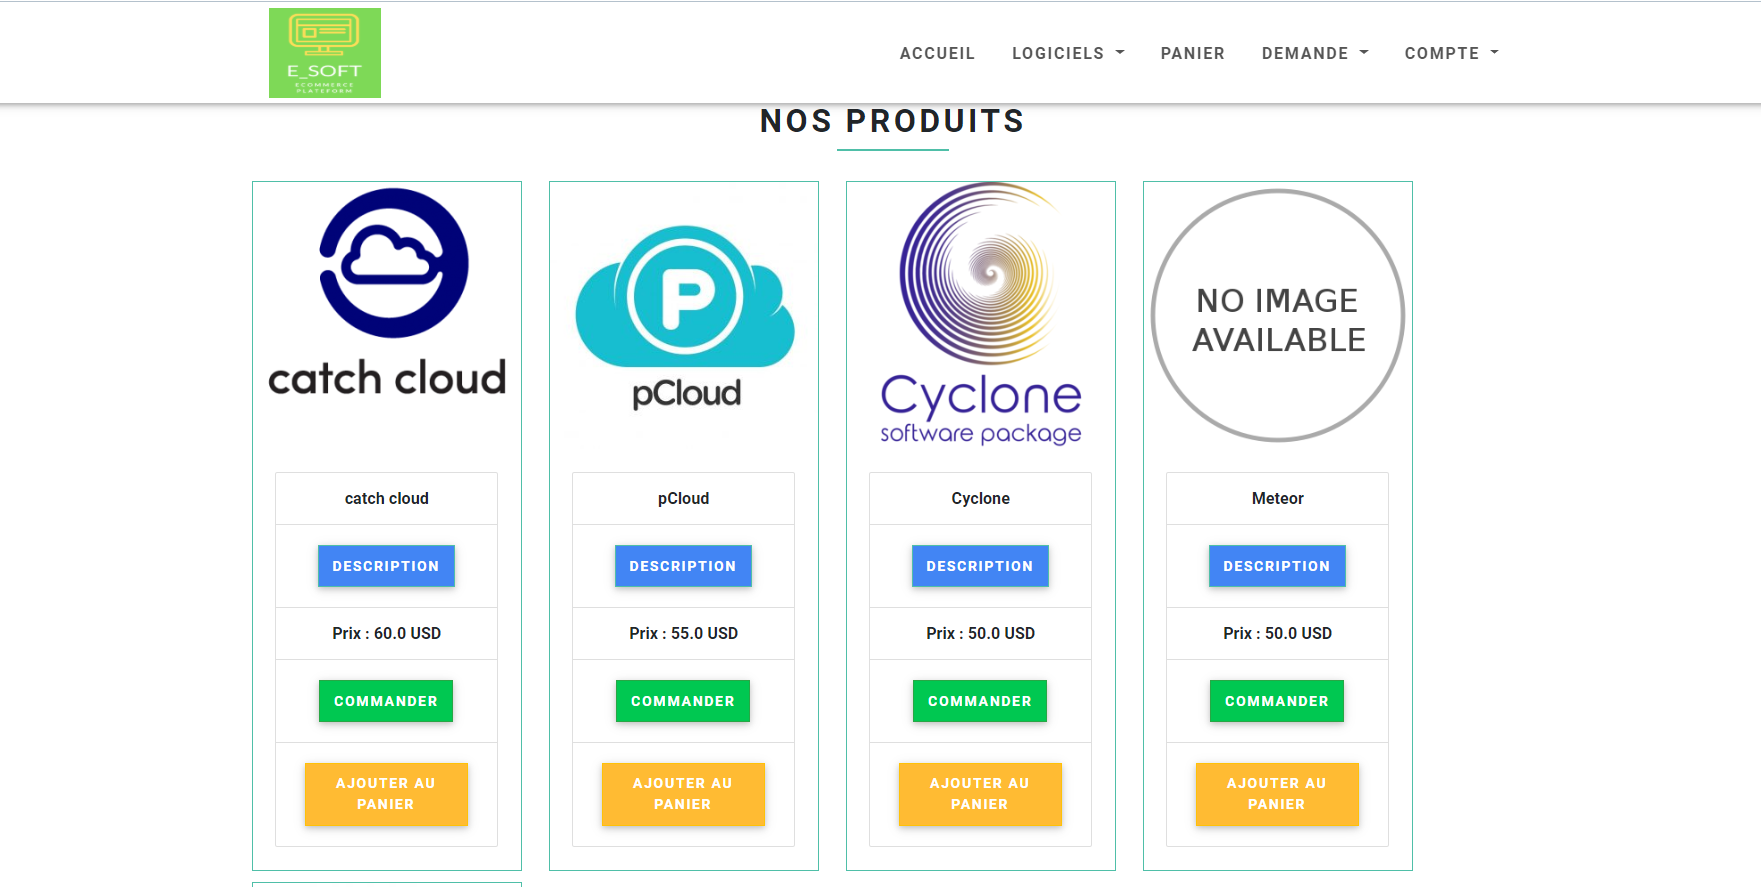 E_SOFT
ECOMMERCE
PLATEFORM
ACCUEIL LOGICIELS PANIER DEMANDE COMPTE
NOS PRODUITS
catch cloud
P
pCloud
Cyclone
software package
NO IMAGE
AVAILABLE
catch cloud
DESCRIPTION
Prix : 60.0 USD
COMMANDER
AJOUTER AU
PANIER
pCloud
DESCRIPTION
Prix : 55.0 USD
COMMANDER
AJOUTER AU
PANIER
Cyclone
DESCRIPTION
Prix : 50.0 USD
COMMANDER
AJOUTER AU
PANIER
Meteor
DESCRIPTION
Prix : 50.0 USD
COMMANDER
AJOUTER AU
PANIER